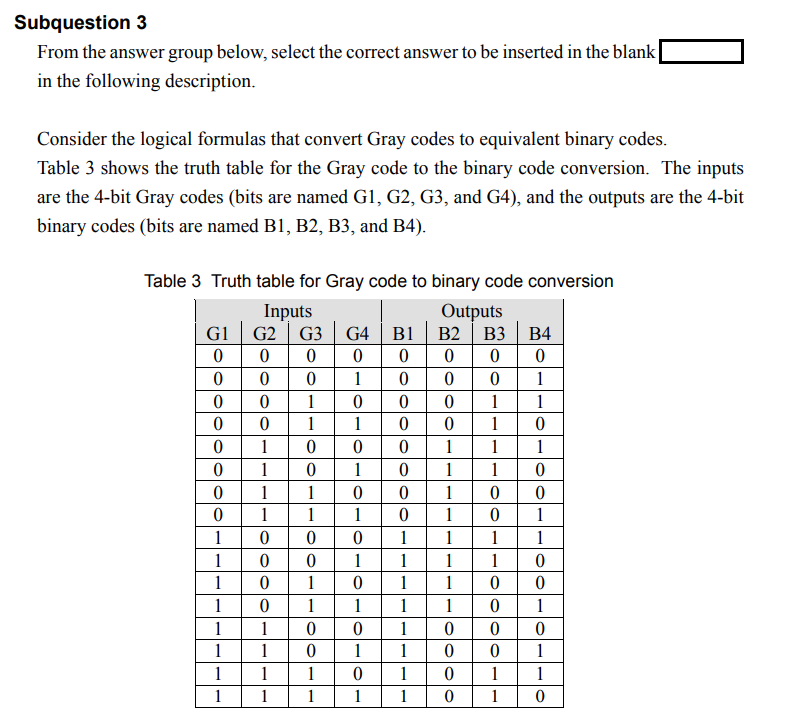 Subquestion 3
From the answer group below, select the correct answer to be inserted in the blank
in the following description.
Consider the logical formulas that convert Gray codes to equivalent binary codes.
Table 3 shows the truth table for the Gray code to the binary code conversion. The inputs
are the 4-bit Gray codes (bits are named G1, G2, G3, and G4), and the outputs are the 4-bit
binary codes (bits are named B1, B2, B3, and B4).
Table 3 Truth table for Gray code to binary code conversion
Inputs Outputs
G1 G2 G3 G4 B1 B2 B3 B4
0 0 0 0 0 0 0 0
0 0 0 1 0 0 0 1
0 0 1 0 0 0 1 1
0 0 1 1 0 0 1 0
0 1 0 0 0 1 1 1
0 1 0 1 0 1 1 0
0 1 1 0 0 1 0 0
0 1 1 1 0 1 0 1
1 0 0 0 1 1 1 1
1 0 0 1 1 1 1 0
1 0 1 0 1 1 0 0
1 0 1 1 1 1 0 1
1 1 0 0 1 0 0 0
1 1 0 1 1 0 0 1
1 1 1 0 1 0 1 1
1 1 1 1 1 0 1 0